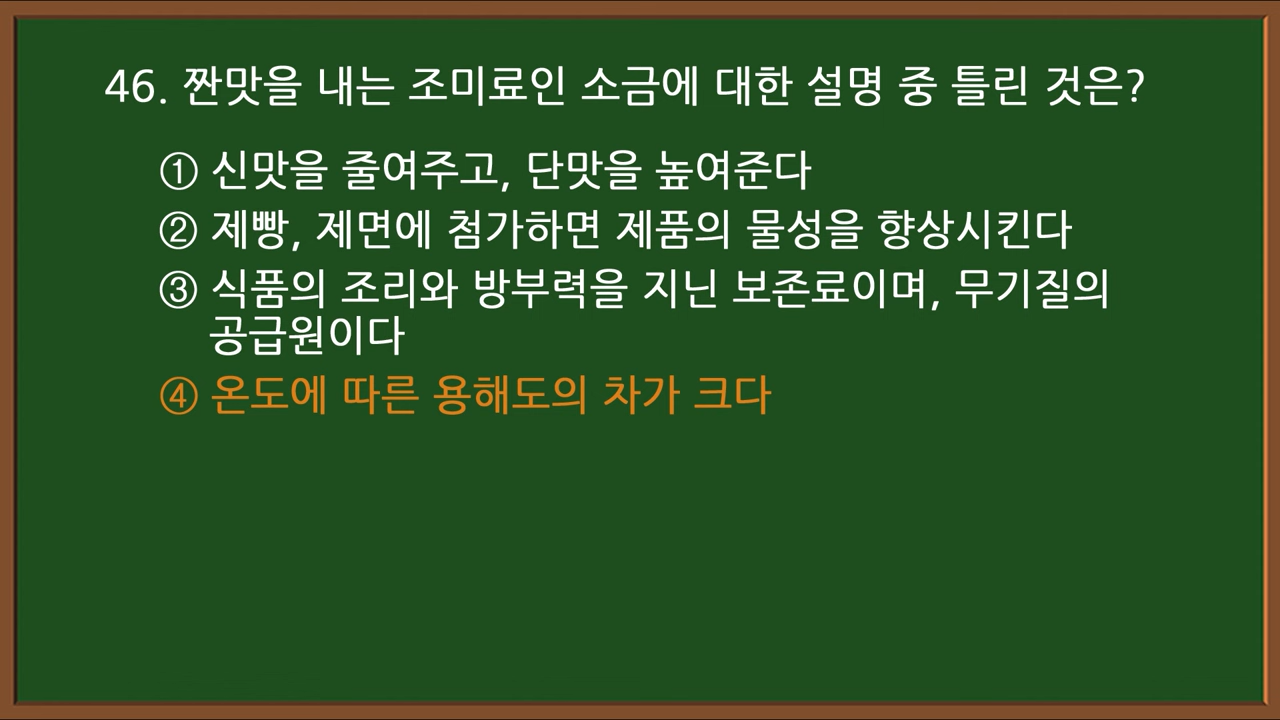 46. 짠맛을 내는 조미료인 소금에 대한 설명 중 틀린 것은?
① 신맛을 줄여주고, 단맛을 높여준다
② 제빵, 제면에 첨가하면 제품의 물성을 향상시킨다
③ 식품의 조리와 방부력을 지닌 보존료이며, 무기질의
공급원이다
④ 온도에 따른 용해도의 차가 크다